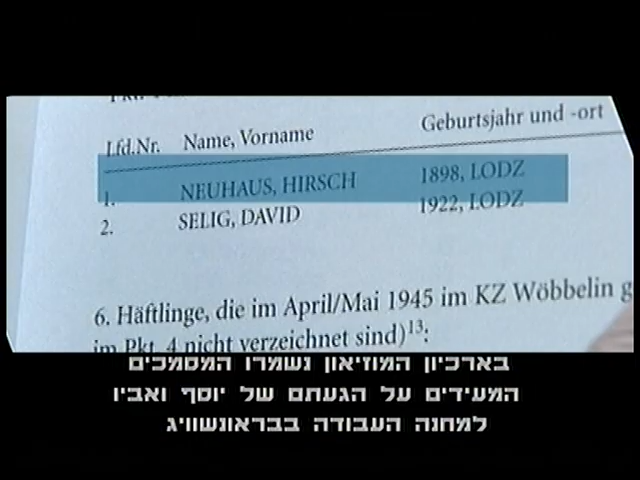 Lfd.Nr. Name, Vorname Geburtsjahr und -ort
1. NEUHAUS, HIRSCH 1898, LODZ
2. SELIG, DAVID 1922, LODZ
6. Häftlinge, die im April/Mai 1945 im KZ Wöbbelin
im Pkt. 4 nicht verzeichnet sind)13:
בארכיון המוזיאון נשמרו המסמכים
המעידים על הגעתם של יוסף ואביו
למחנה העבודה בבראונשוויג